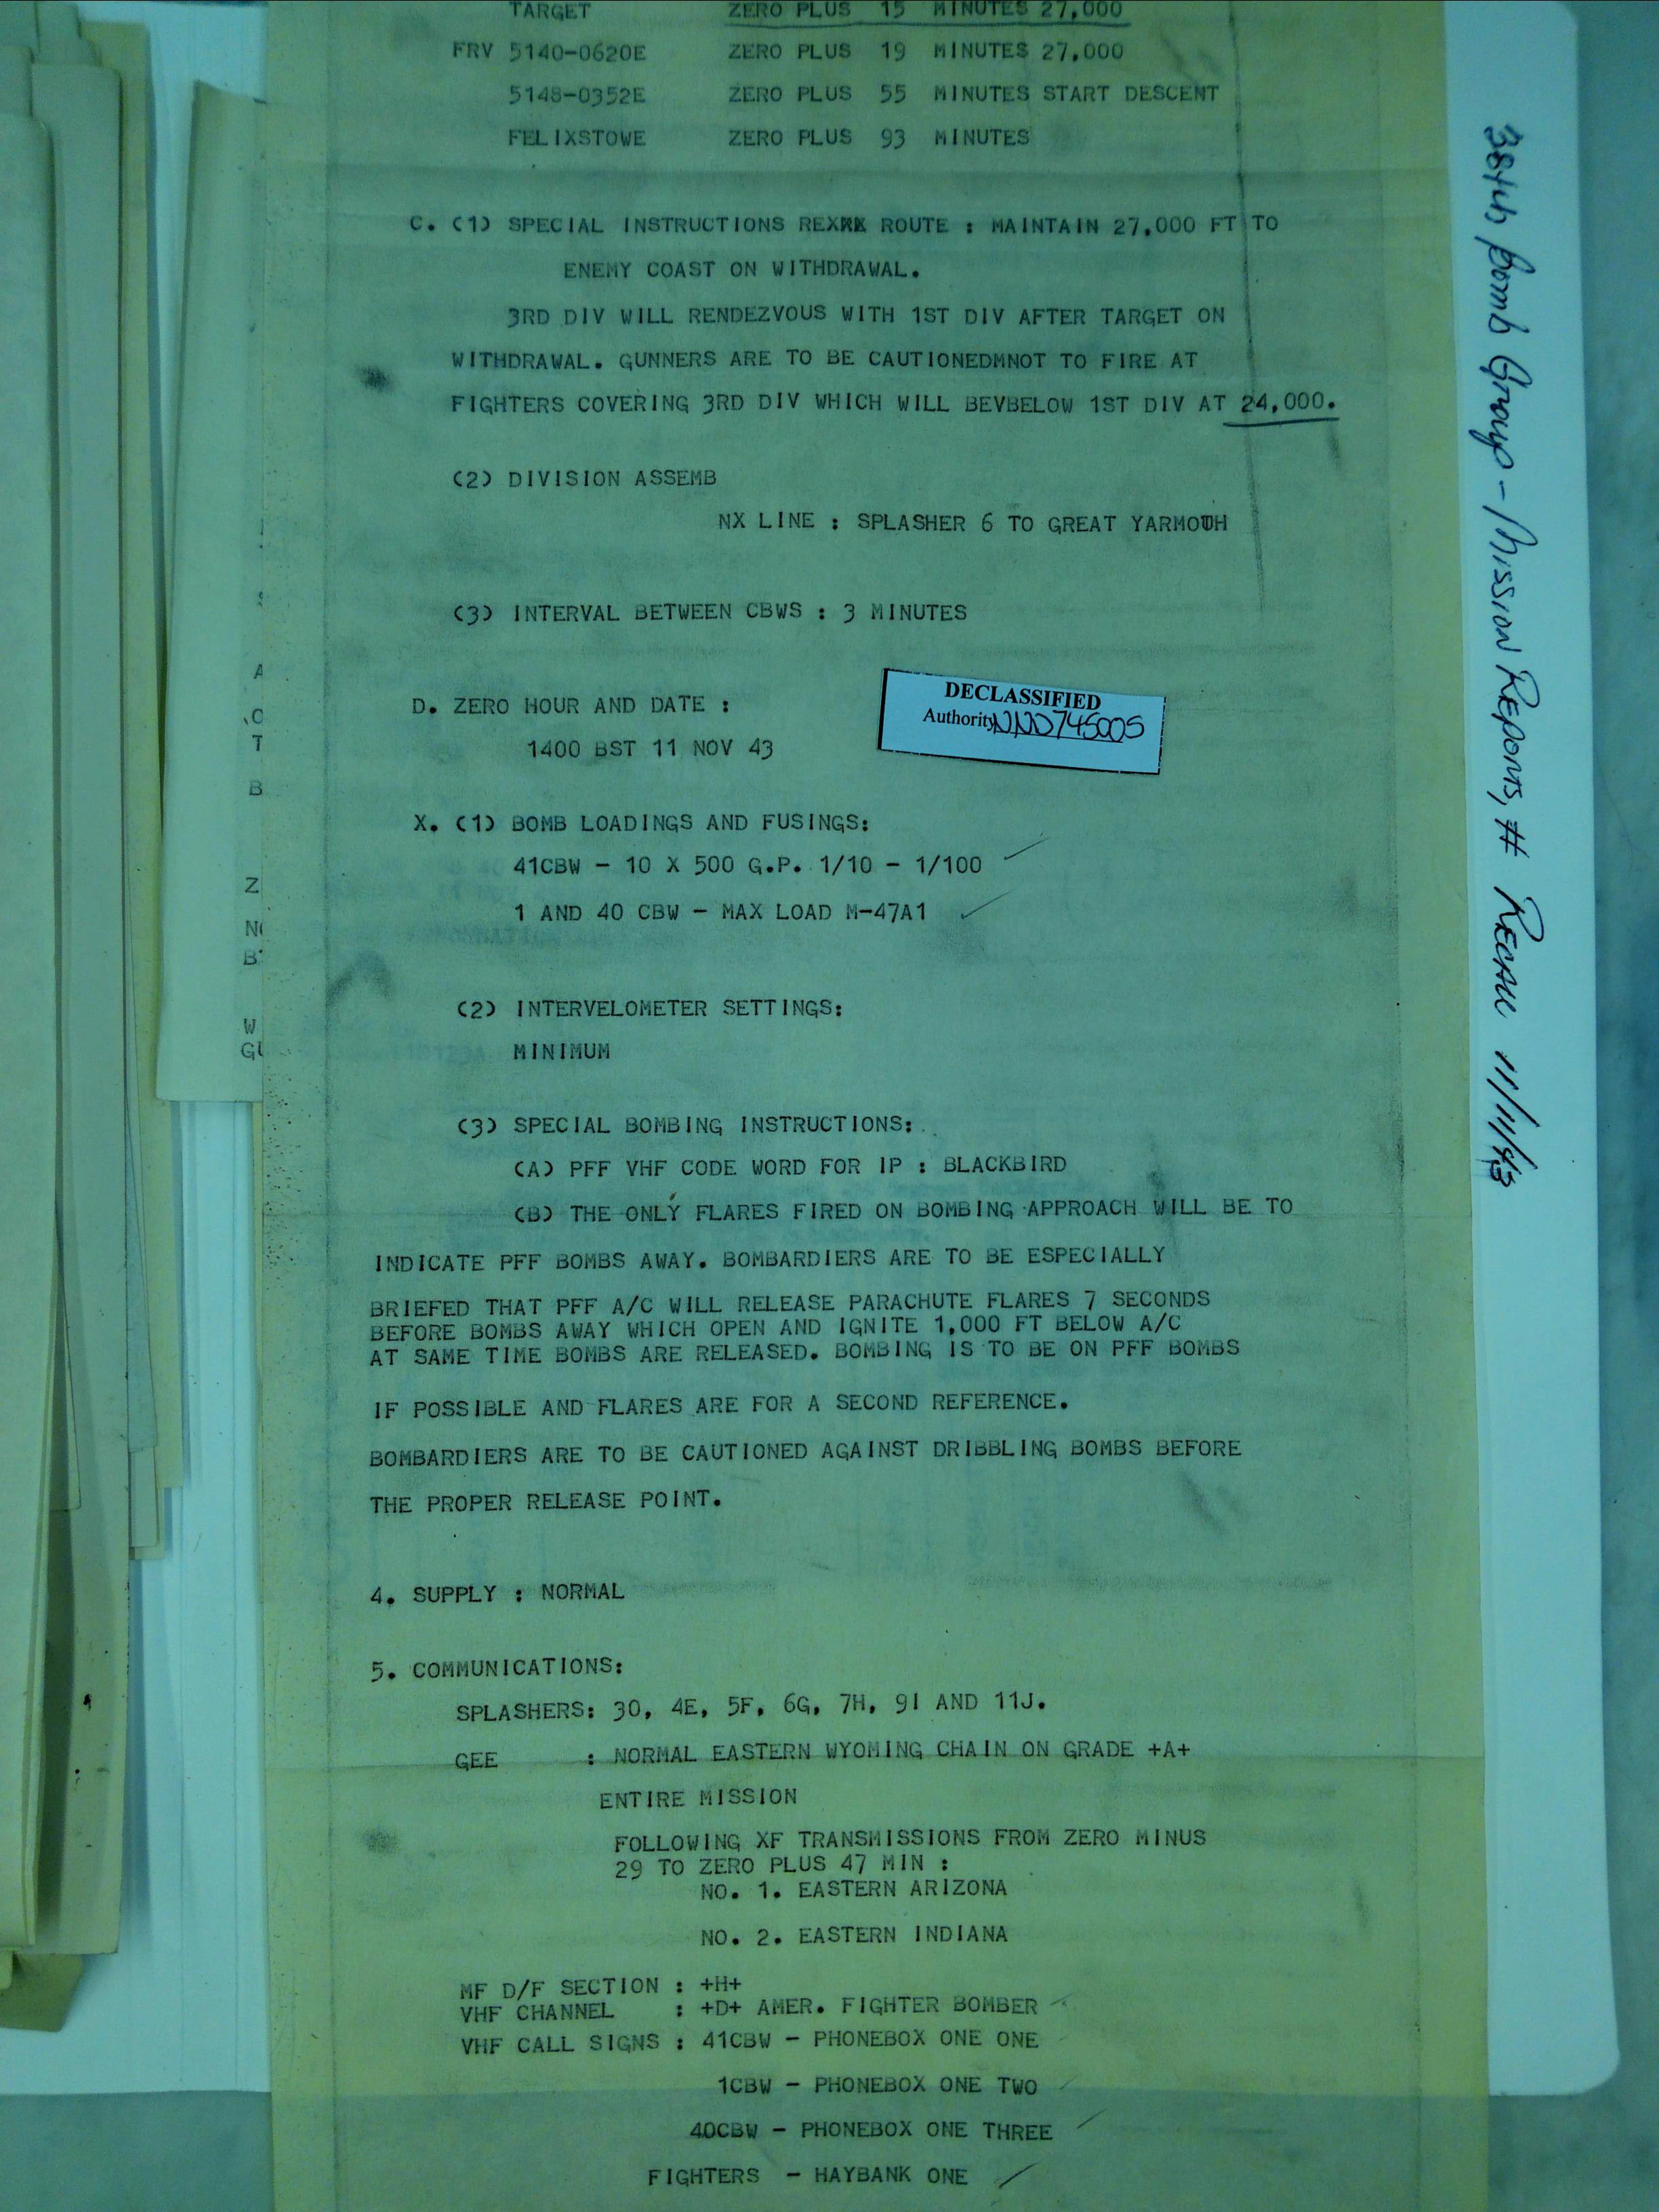 TARGET ZERO PLUS 15 MINUTES 27,000
FRV 5140-0620E ZERO PLUS 19 MINUTES 27,000
5148-0352E ZERO PLUS 55 MINUTES START DESCENT
FELIXSTOWE ZERO PLUS 93 MINUTES
C. (1) SPECIAL INSTRUCTIONS REXRX ROUTE : MAINTAIN 27,000 FT TO
ENEMY COAST ON WITHDRAWAL.
3RD DIV WILL RENDEZVOUS WITH 1ST DIV AFTER TARGET ON
WITHDRAWAL. GUNNERS ARE TO BE CAUTIONEDMNOT TO FIRE AT
FIGHTERS COVERING 3RD DIV WHICH WILL BEVBELOW 1ST DIV AT 24,000.
(2) DIVISION ASSEMB
NX LINE : SPLASHER 6 TO GREAT YARMOTH
(3) INTERVAL BETWEEN CBWS : 3 MINUTES
DECLASSIFIED
Authority NND745005
D. ZERO HOUR AND DATE :
1400 BST 11 NOV 43
X. (1) BOMB LOADINGS AND FUSINGS:
41CBW - 10 X 500 G.P. 1/10 - 1/100
1 AND 40 CBW - MAX LOAD M-47A1
(2) INTERVELOMETER SETTINGS:
MINIMUM
(3) SPECIAL BOMBING INSTRUCTIONS:
(A) PFF VHF CODE WORD FOR IP : BLACKBIRD
(B) THE ONLY FLARES FIRED ON BOMBING APPROACH WILL BE TO
INDICATE PFF BOMBS AWAY. BOMBARDIERS ARE TO BE ESPECIALLY
BRIEFED THAT PFF A/C WILL RELEASE PARACHUTE FLARES 7 SECONDS
BEFORE BOMBS AWAY WHICH OPEN AND IGNITE 1,000 FT BELOW A/C
AT SAME TIME BOMBS ARE RELEASED. BOMBING IS TO BE ON PFF BOMBS
IF POSSIBLE AND FLARES ARE FOR A SECOND REFERENCE.
BOMBARDIERS ARE TO BE CAUTIONED AGAINST DRIBBLING BOMBS BEFORE
THE PROPER RELEASE POINT.
4. SUPPLY : NORMAL
5. COMMUNICATIONS:
SPLASHERS: 30, 4E, 5F, 6G, 7H, 9I AND 11J.
GEE : NORMAL EASTERN WYOMING CHAIN ON GRADE +A+
ENTIRE MISSION
FOLLOWING XF TRANSMISSIONS FROM ZERO MINUS
29 TO ZERO PLUS 47 MIN :
NO. 1. EASTERN ARIZONA
NO. 2. EASTERN INDIANA
MF D/F SECTION : +H+
VHF CHANNEL : +D+ AMER. FIGHTER BOMBER
VHF CALL SIGNS : 41CBW - PHONEBOX ONE ONE
1CBW - PHONEBOX ONE TWO
40CBW - PHONEBOX ONE THREE
FIGHTERS - HAYBANK ONE
384th Bomb Group - Mission Reports, # Recall 11/11/43